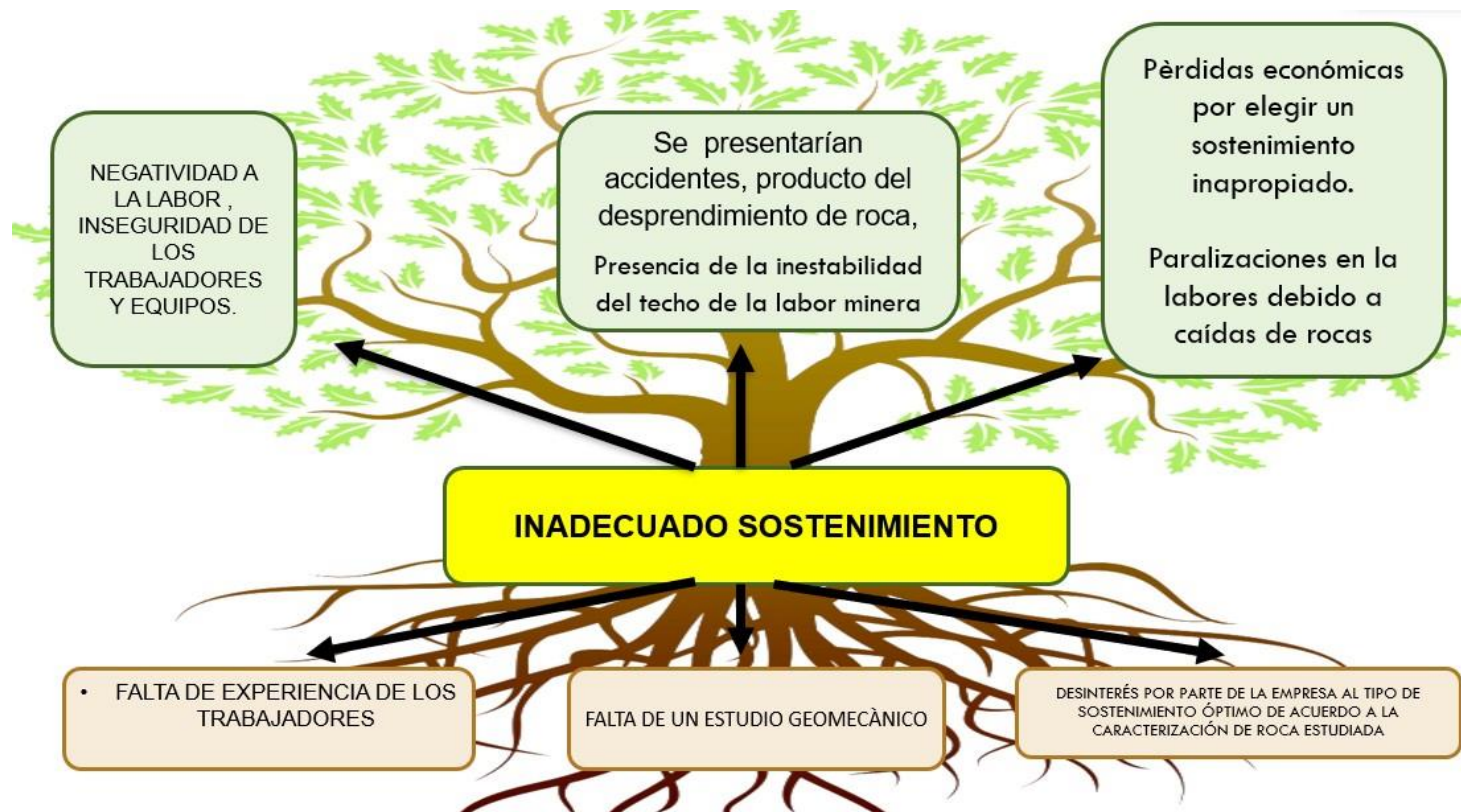 NEGATIVIDAD A
LA LABOR ,
INSEGURIDAD DE
LOS
TRABAJADORES
Y EQUIPOS.
Se presentarían
accidentes, producto del
desprendimiento de roca,
Presencia de la inestabilidad
del techo de la labor minera
Pèrdidas económicas
por elegir un
sostenimiento
inapropiado.
Paralizaciones en la
labores debido a
caídas de rocas
INADECUADO SOSTENIMIENTO
• FALTA DE EXPERIENCIA DE LOS
TRABAJADORES
FALTA DE UN ESTUDIO GEOMECÀNICO
DESINTERÉS POR PARTE DE LA EMPRESA AL TIPO DE
SOSTENIMIENTO ÓPTIMO DE ACUERDO A LA
CARACTERIZACIÓN DE ROCA ESTUDIADA